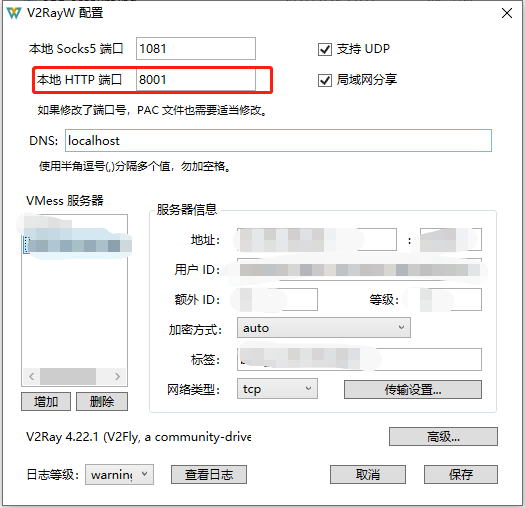 V2RayW 配置
本地 Socks5 端口 1081 支持 UDP
本地 HTTP 端口 8001 局域网分享
如果修改了端口号，PAC 文件也需要适当修改。
DNS: localhost
使用半角逗号(,)分隔多个值，勿加空格。
VMess 服务器
服务器信息
地址: :
用户 ID:
额外 ID: 等级:
加密方式: auto
标签:
网络类型: tcp 传输设置...
增加 删除
V2Ray 4.22.1 (V2Fly, a community-drive
高级...
日志等级: warning 查看日志 取消 保存